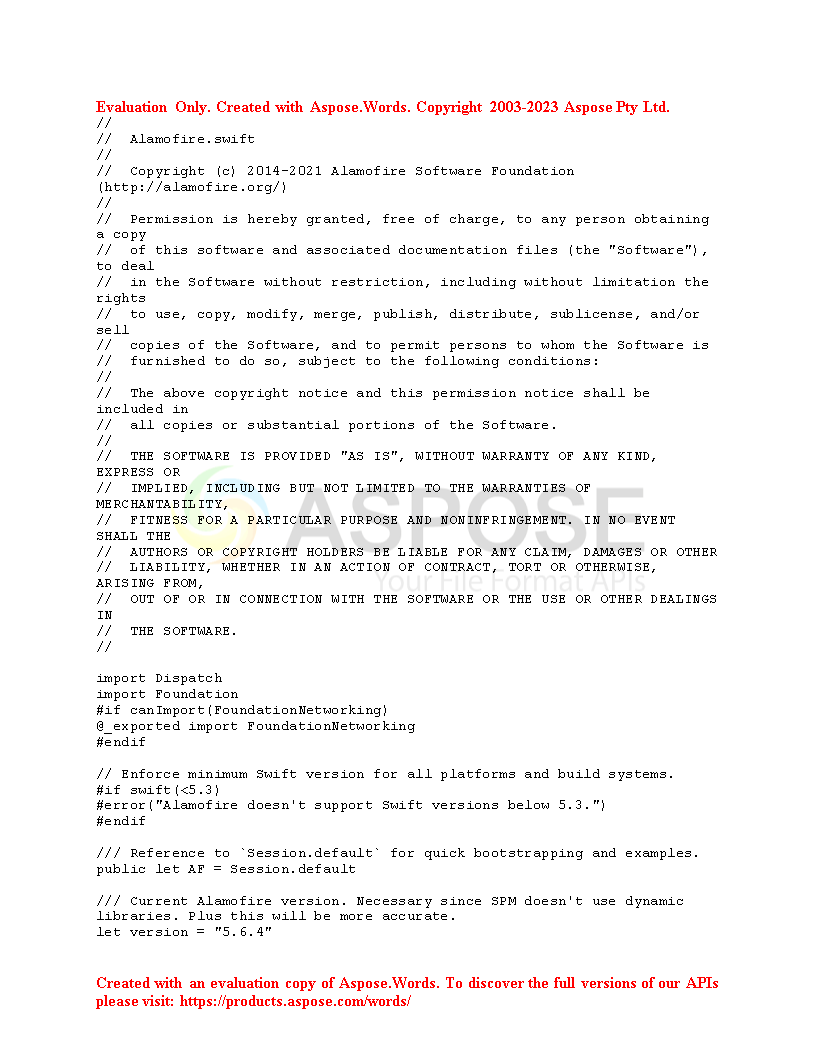 Evaluation Only. Created with Aspose.Words. Copyright 2003-2023 Aspose Pty Ltd.
//
//  Alamofire.swift
//
//  Copyright (c) 2014-2021 Alamofire Software Foundation
(http://alamofire.org/)
//
//  Permission is hereby granted, free of charge, to any person obtaining
a copy
//  of this software and associated documentation files (the "Software"),
to deal
//  in the Software without restriction, including without limitation the
rights
//  to use, copy, modify, merge, publish, distribute, sublicense, and/or
sell
//  copies of the Software, and to permit persons to whom the Software is
//  furnished to do so, subject to the following conditions:
//
//  The above copyright notice and this permission notice shall be
included in
//  all copies or substantial portions of the Software.
//
//  THE SOFTWARE IS PROVIDED "AS IS", WITHOUT WARRANTY OF ANY KIND,
EXPRESS OR
//  IMPLIED, INCLUDING BUT NOT LIMITED TO THE WARRANTIES OF
MERCHANTABILITY,
//  FITNESS FOR A PARTICULAR PURPOSE AND NONINFRINGEMENT. IN NO EVENT
SHALL THE
//  AUTHORS OR COPYRIGHT HOLDERS BE LIABLE FOR ANY CLAIM, DAMAGES OR OTHER
//  LIABILITY, WHETHER IN AN ACTION OF CONTRACT, TORT OR OTHERWISE,
ARISING FROM,
//  OUT OF OR IN CONNECTION WITH THE SOFTWARE OR THE USE OR OTHER DEALINGS
IN
//  THE SOFTWARE.
//
ASPOSE
Your File Format APIs
import Dispatch
import Foundation
#if canImport(FoundationNetworking)
@_exported import FoundationNetworking
#endif
// Enforce minimum Swift version for all platforms and build systems.
#if swift(<5.3)
#error("Alamofire doesn't support Swift versions below 5.3.")
#endif
/// Reference to `Session.default` for quick bootstrapping and examples.
public let AF = Session.default
/// Current Alamofire version. Necessary since SPM doesn't use dynamic
libraries. Plus this will be more accurate.
let version = "5.6.4"
Created with an evaluation copy of Aspose.Words. To discover the full versions of our APIs
please visit: https://products.aspose.com/words/